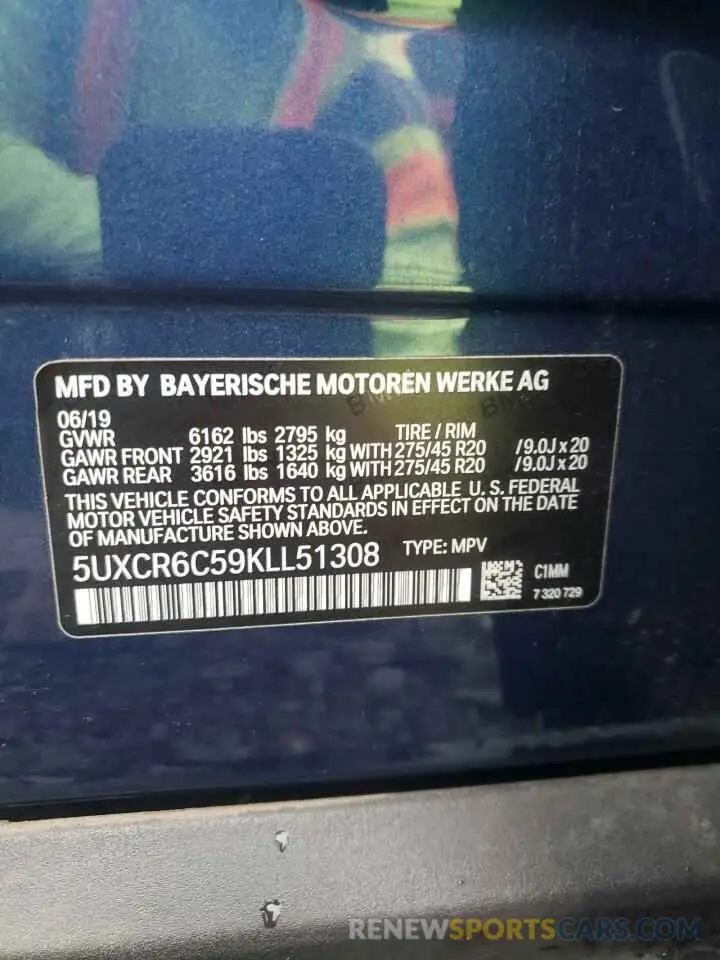 MFD BY BAYERISCHE MOTOREN WERKE AG
06/19
GVWR 6162 lbs 2795 kg TIRE / RIM
GAWR FRONT 2921 lbs 1325 kg WITH 275/45 R20 /9.0J x 20
GAWR REAR 3616 lbs 1640 kg WITH 275/45 R20 /9.0J x 20
THIS VEHICLE CONFORMS TO ALL APPLICABLE U. S. FEDERAL
MOTOR VEHICLE SAFETY STANDARDS IN EFFECT ON THE DATE
OF MANUFACTURE SHOWN ABOVE.
5UXCR6C59KLL51308 TYPE: MPV
C1MM
7 320 729
RENEWSPORTSCARS.COM